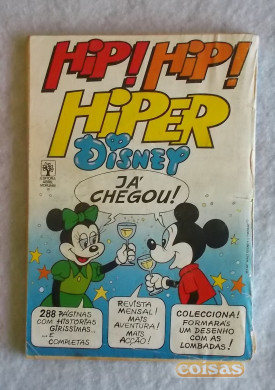 HIP! HIP!
HIPER
DISNEY
EDITORA
JÁ
CHEGOU!
288 PÁGINAS
COM HISTÓRIAS
GIRÍSSIMAS...
...E
COMPLETAS
REVISTA
MENSAL!
MAIS
AVENTURA!
MAIS
ACÇÃO!
COLECCIONA!
FORMARÁS
UM DESENHO
COM AS
LOMBADAS!
coisas